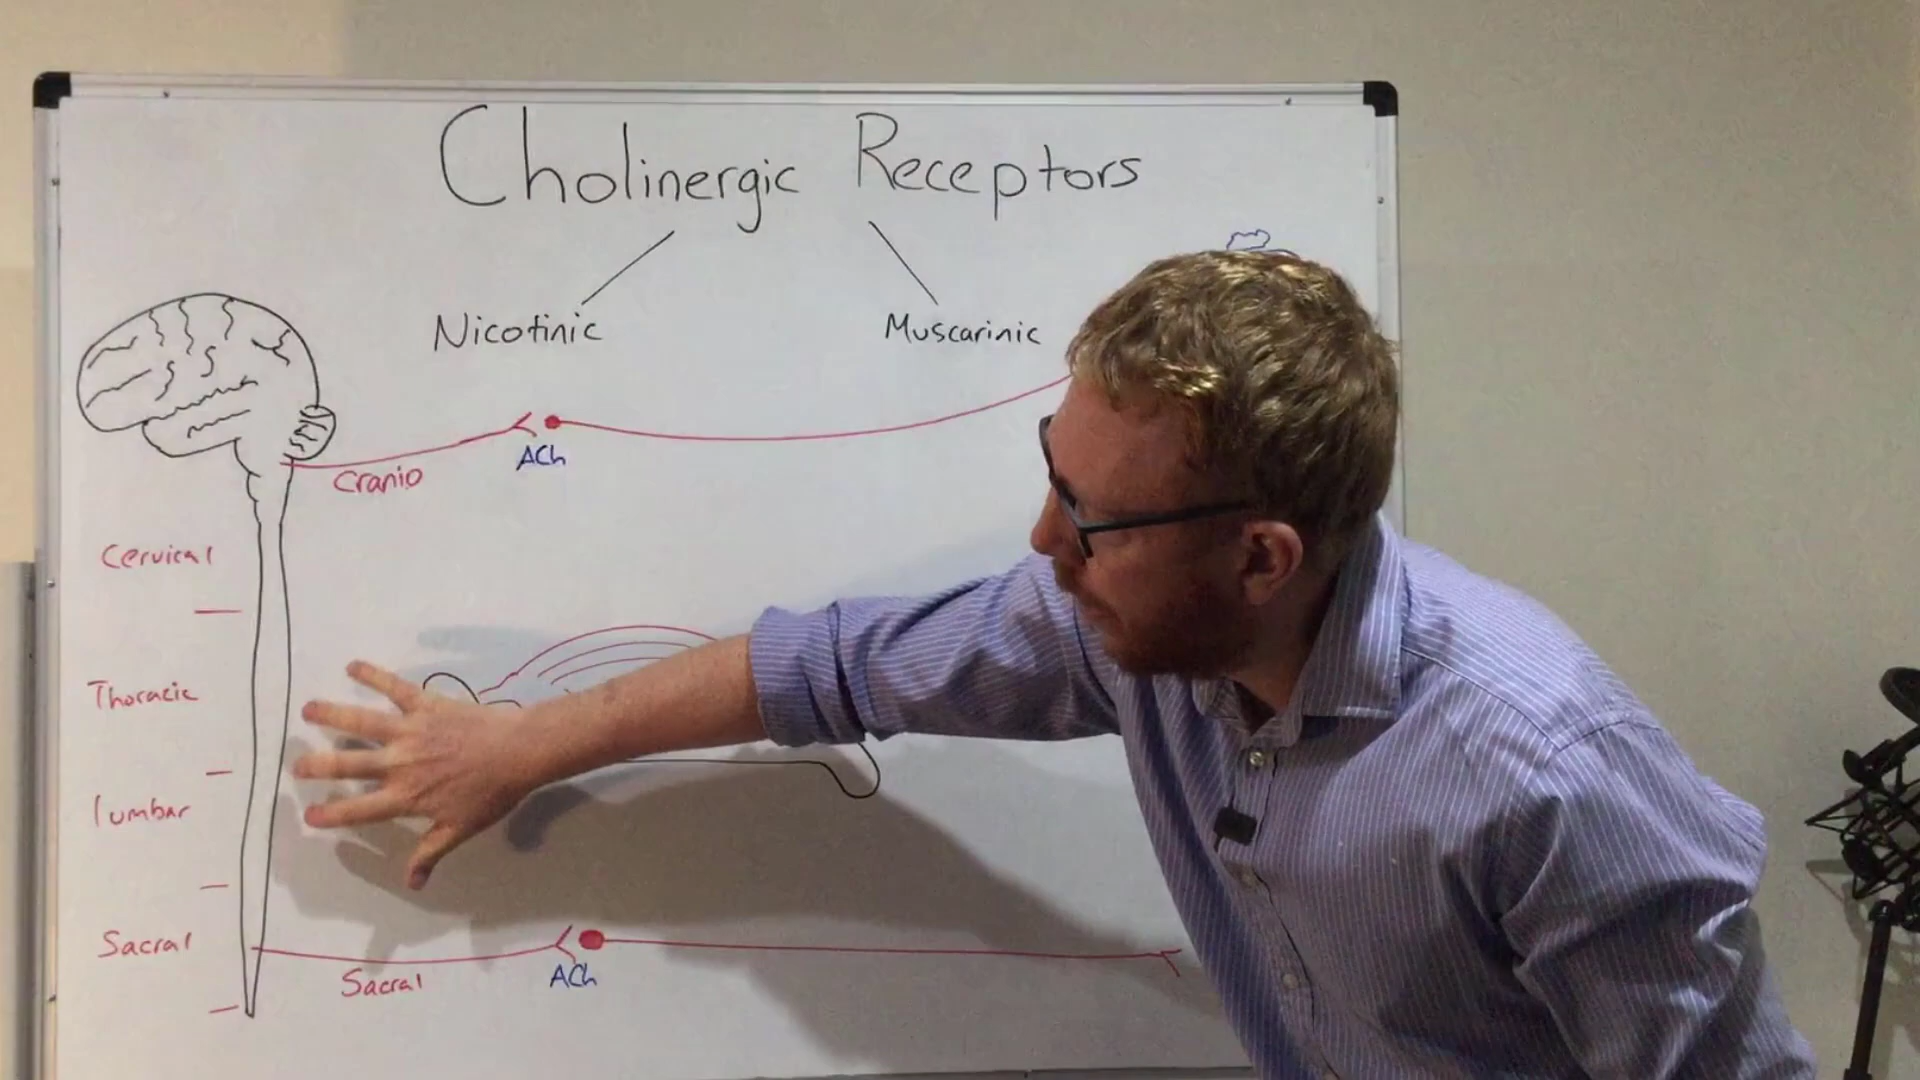 Cholinergic Receptors
Nicotinic
Muscarinic
ACh
Cranio
Cervical
Thoracic
lumbar
Sacral
Sacral
ACh